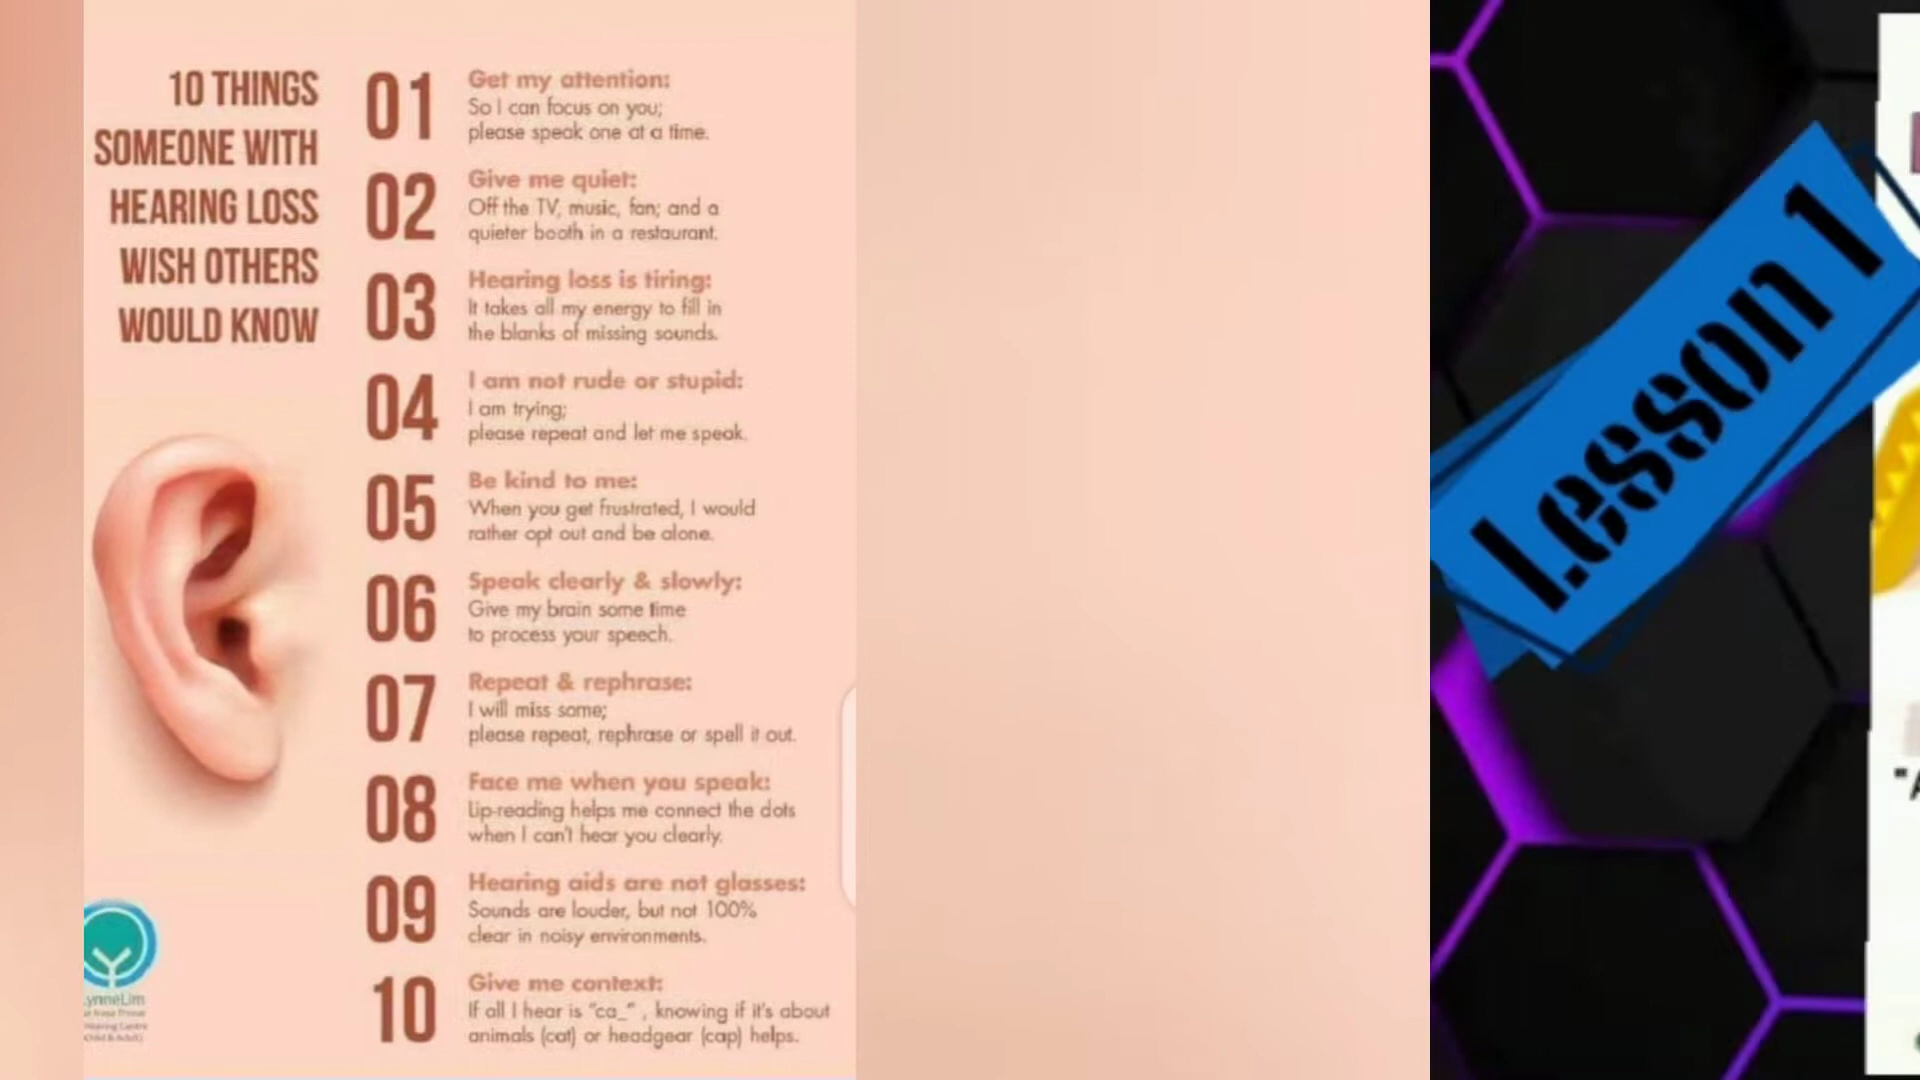 10 THINGS
SOMEONE WITH
HEARING LOSS
WISH OTHERS
WOULD KNOW
01
Get my attention:
So I can focus on you;
please speak one at a time.
02
Give me quiet:
Off the TV, music, fan; and a
quieter booth in a restaurant.
03
Hearing loss is tiring:
It takes all my energy to fill in
the blanks of missing sounds.
04
I am not rude or stupid:
I am trying;
please repeat and let me speak.
05
Be kind to me:
When you get frustrated, I would
rather opt out and be alone.
06
Speak clearly & slowly:
Give my brain some time
to process your speech.
07
Repeat & rephrase:
I will miss some;
please repeat, rephrase or spell it out.
08
Face me when you speak:
Lip-reading helps me connect the dots
when I can't hear you clearly.
09
Hearing aids are not glasses:
Sounds are louder, but not 100%
clear in noisy environments.
10
Give me context:
If all I hear is "ca_" , knowing if it's about
animals (cat) or headgear (cap) helps.
ynneLim
Hearing Centre
Lesson 1
"A